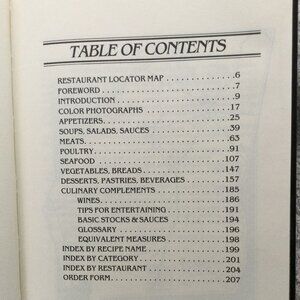 TABLE OF CONTENTS
RESTAURANT LOCATOR MAP . . . . . . . . . . . 6
FOREWORD . . . . . . . . . . . . . . . . . . . . . . . 7
INTRODUCTION . . . . . . . . . . . . . . . . . . . . 9
COLOR PHOTOGRAPHS . . . . . . . . . . . . . . . 17
APPETIZERS . . . . . . . . . . . . . . . . . . . . . . 25
SOUPS, SALADS, SAUCES . . . . . . . . . . . . . 39
MEATS . . . . . . . . . . . . . . . . . . . . . . . . . . 63
POULTRY . . . . . . . . . . . . . . . . . . . . . . . . 91
SEAFOOD . . . . . . . . . . . . . . . . . . . . . . . 107
VEGETABLES, BREADS . . . . . . . . . . . . . . 147
DESSERTS, PASTRIES, BEVERAGES . . . . . . 157
CULINARY COMPLEMENTS . . . . . . . . . . . . 185
WINES . . . . . . . . . . . . . . . . . . . . . 186
TIPS FOR ENTERTAINING . . . . . . . . 191
BASIC STOCKS & SAUCES . . . . . . . . 194
GLOSSARY . . . . . . . . . . . . . . . . . . 196
EQUIVALENT MEASURES . . . . . . . . 198
INDEX BY RECIPE NAME . . . . . . . . . . . . . 199
INDEX BY CATEGORY . . . . . . . . . . . . . . . 201
INDEX BY RESTAURANT . . . . . . . . . . . . . 204
ORDER FORM . . . . . . . . . . . . . . . . . . . . 207